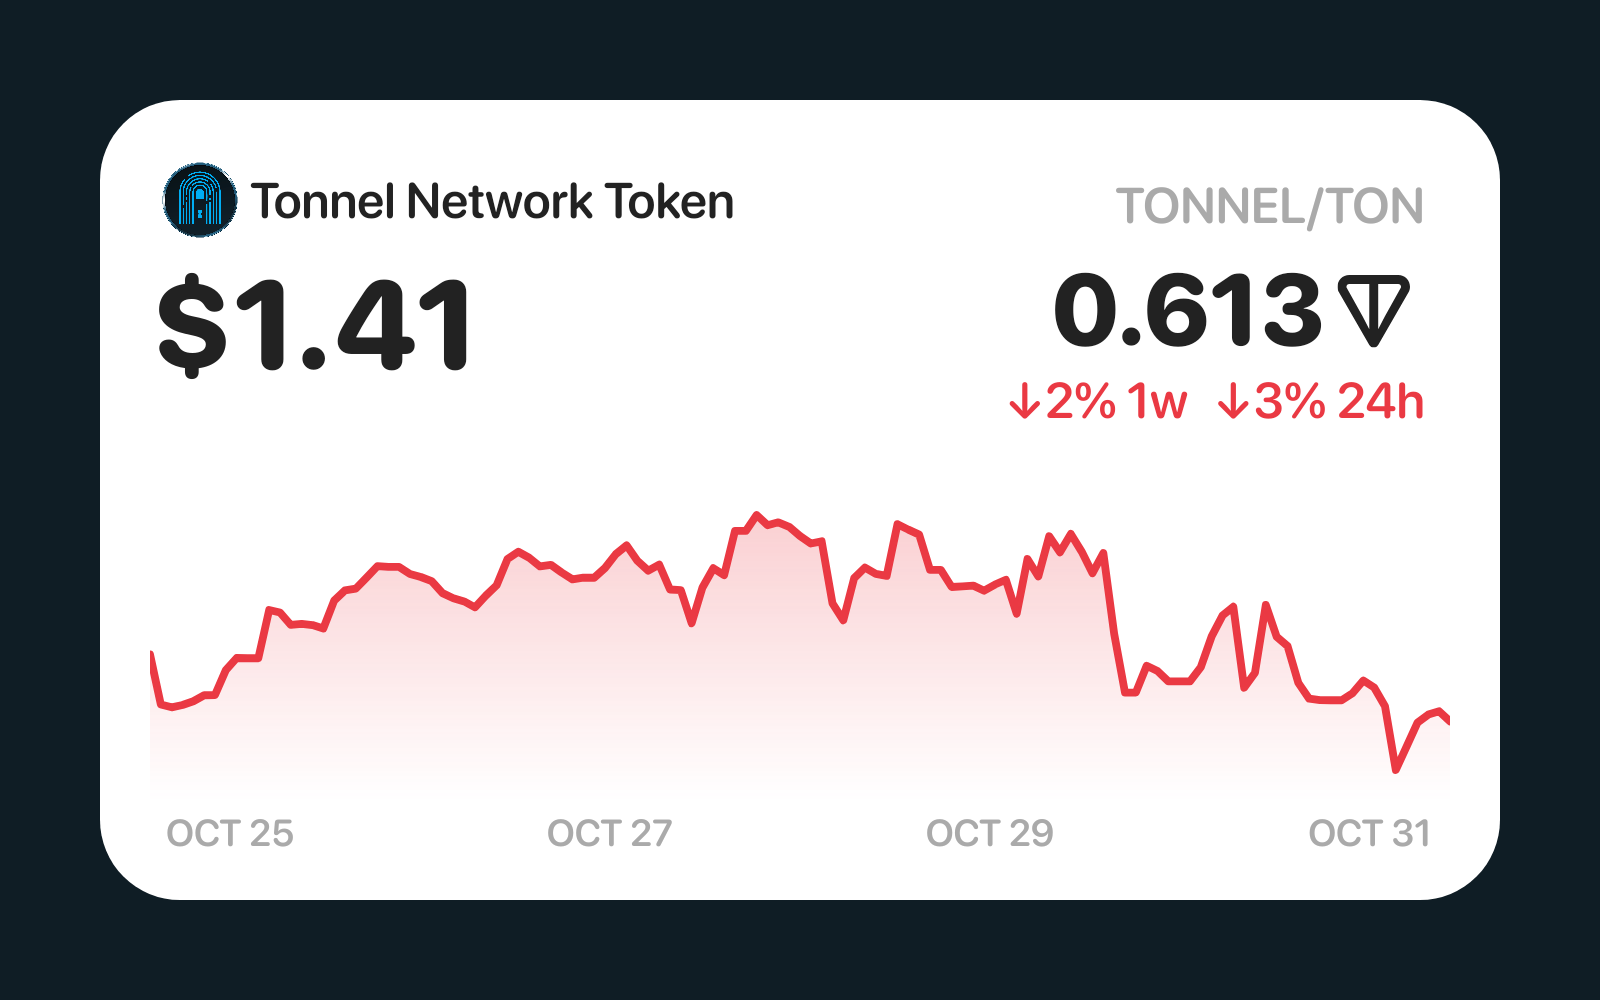 Tonnel Network Token
TONNEL/TON
$1.41
0.613
↓2% 1w ↓3% 24h
OCT 25
OCT 27
OCT 29
OCT 31